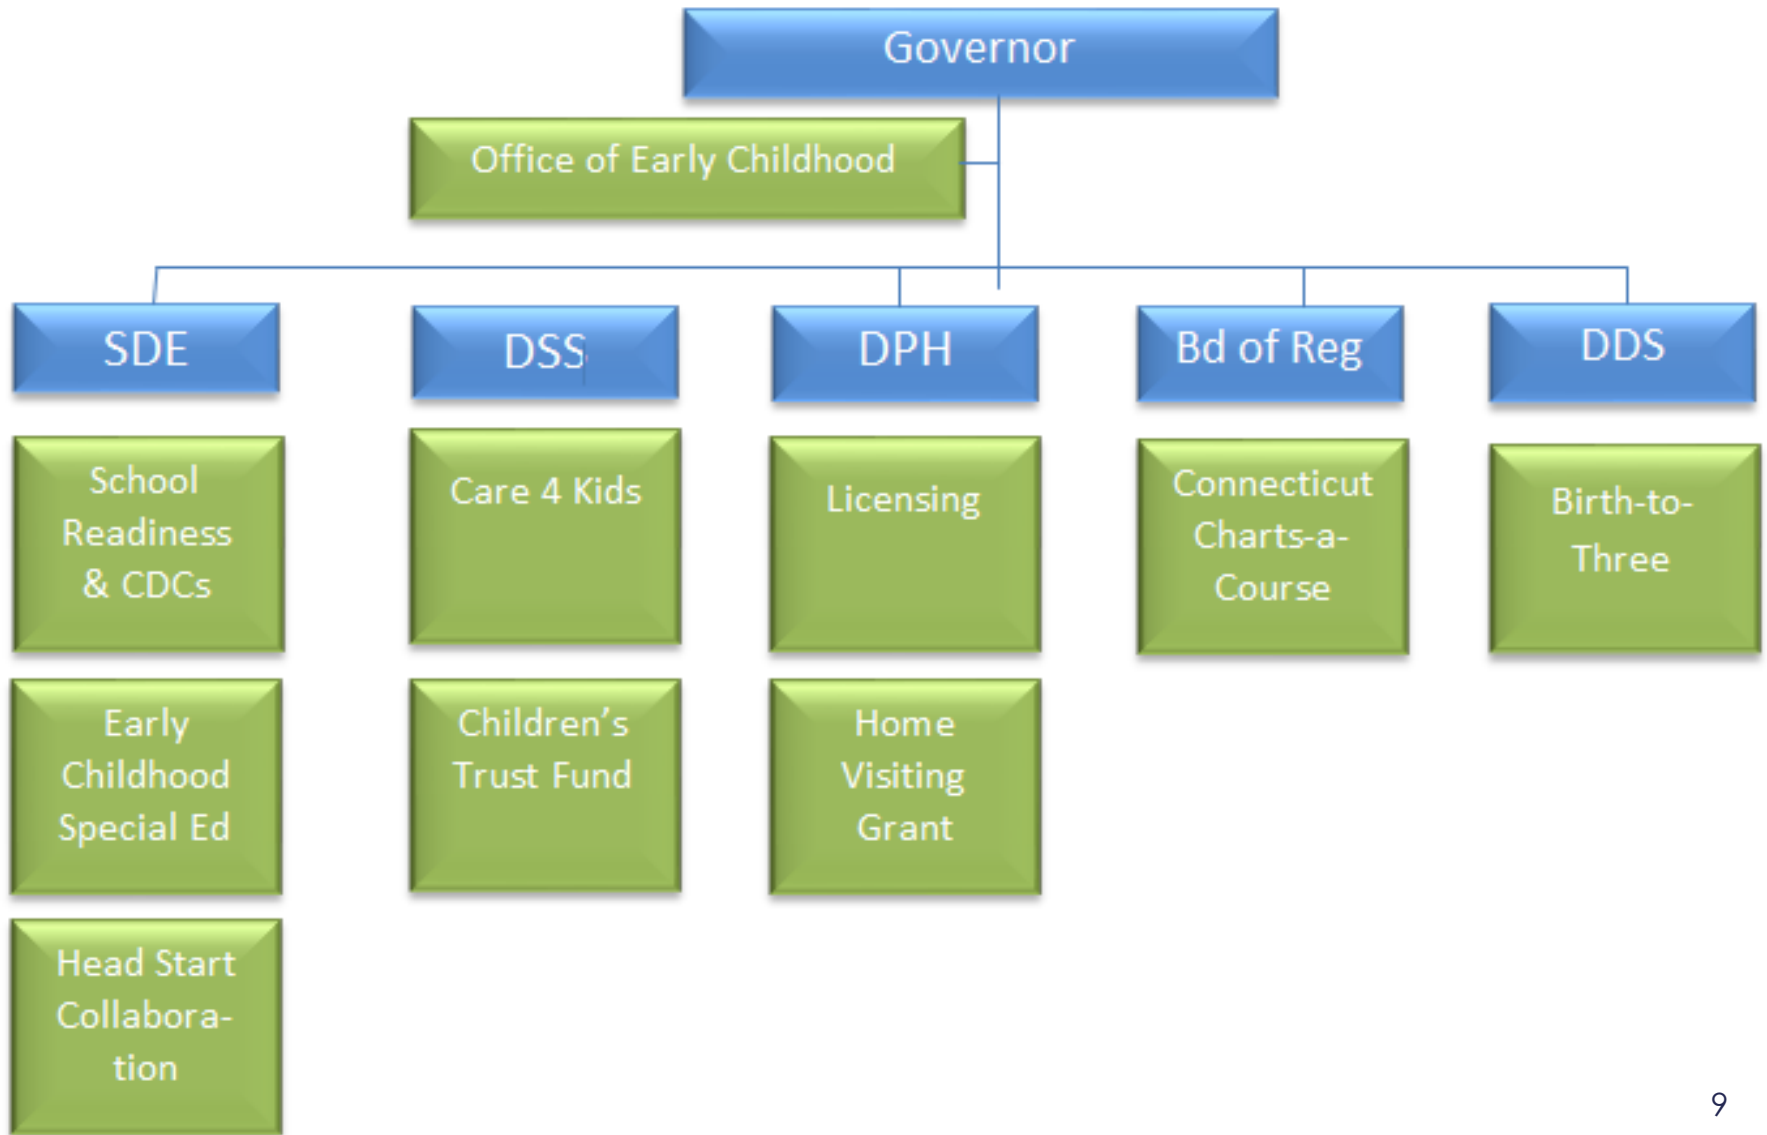 Governor
Office of Early Childhood
SDE
DSS
DPH
Bd of Reg
DDS
School
Readiness
& CDCs
Care 4 Kids
Licensing
Connecticut
Charts-a-
Course
Birth-to-
Three
Early
Childhood
Special Ed
Children’s
Trust Fund
Home
Visiting
Grant
Head Start
Collabora-
tion
9